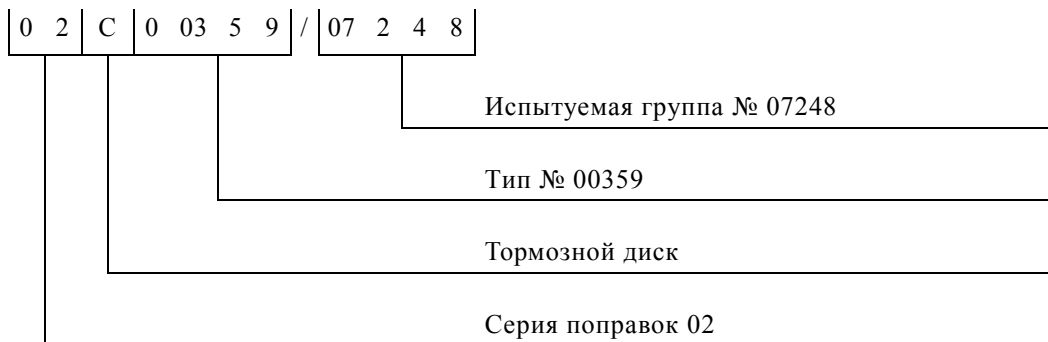 0 2 C 0 03 5 9 / 07 2 4 8
Испытуемая группа № 07248
Тип № 00359
Тормозной диск
Серия поправок 02